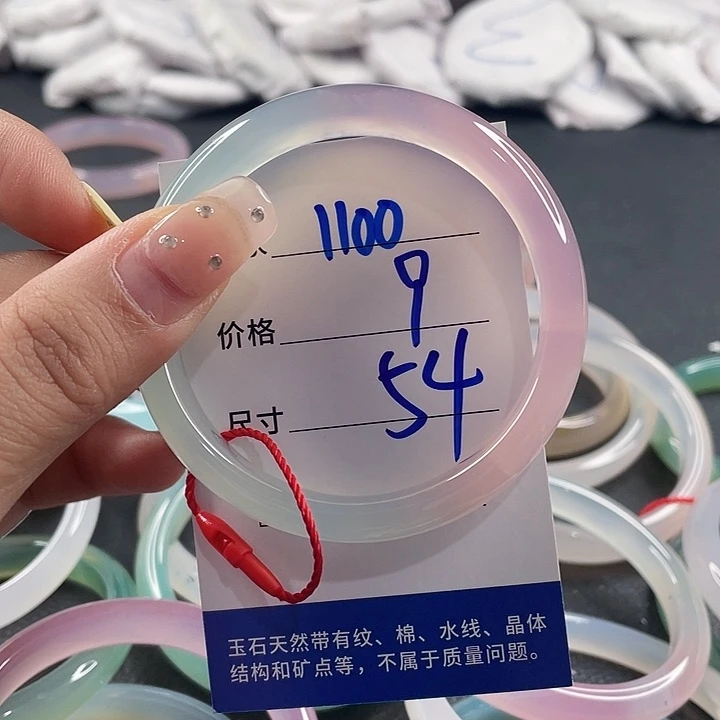 1100
9
价格
尺寸 54
玉石天然带有纹、棉、水线、晶体
结构和矿点等，不属于质量问题。